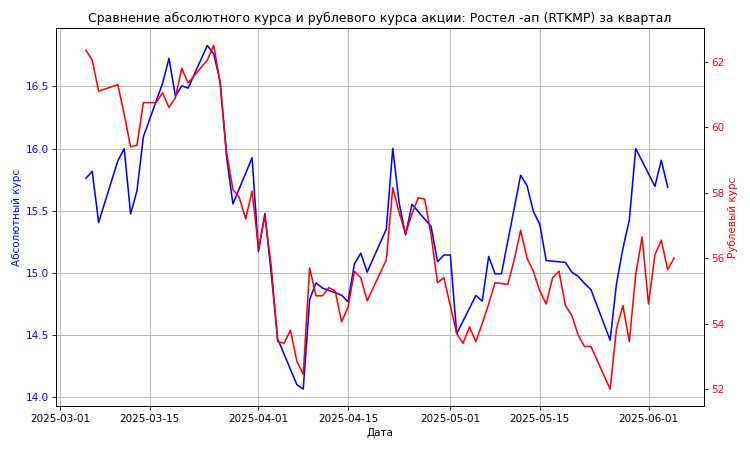 Сравнение абсолютного курса и рублевого курса акции: Ростел -ап (RTKMP) за квартал
Абсолютный курс
16.5
16.0
15.5
15.0
14.5
14.0
62
60
58
56
54
52
Рублевый курс
2025-03-01 2025-03-15 2025-04-01 2025-04-15 2025-05-01 2025-05-15 2025-06-01
Дата